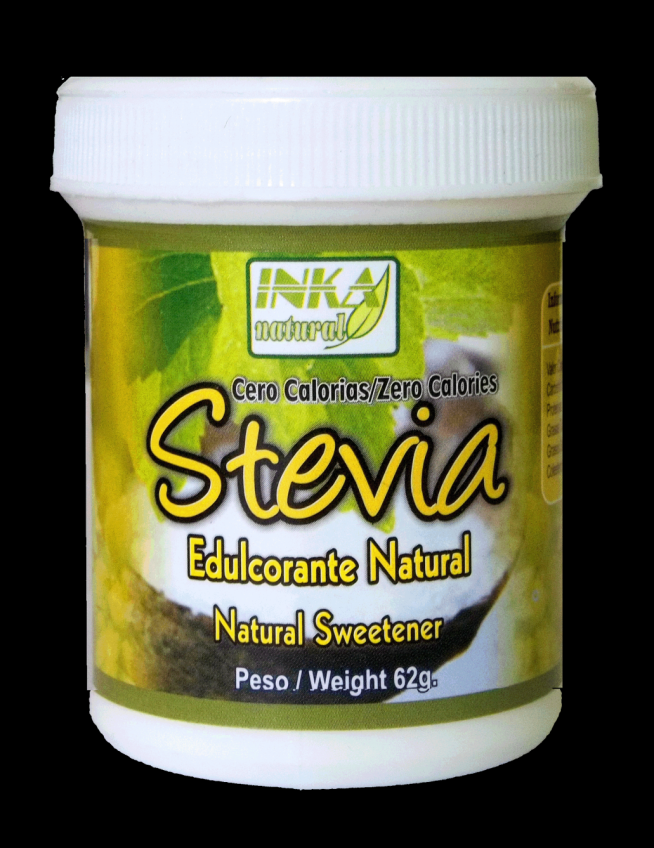 INKA
natural
Cero Calorias/Zero Calories
Stevia
Edulcorante Natural
Natural Sweetener
Peso / Weight 62g.